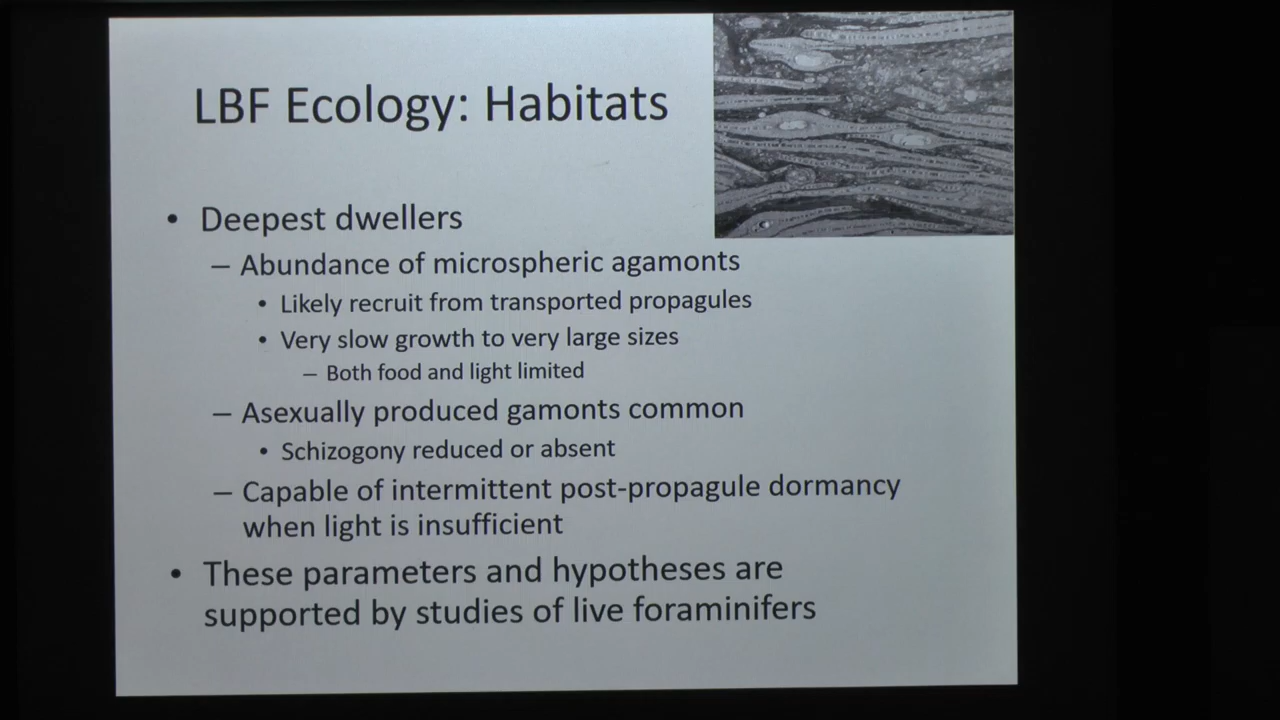 LBF Ecology: Habitats
• Deepest dwellers
– Abundance of microspheric agamonts
• Likely recruit from transported propagules
• Very slow growth to very large sizes
– Both food and light limited
– Asexually produced gamonts common
• Schizogony reduced or absent
– Capable of intermittent post-propagule dormancy
when light is insufficient
• These parameters and hypotheses are
supported by studies of live foraminifers